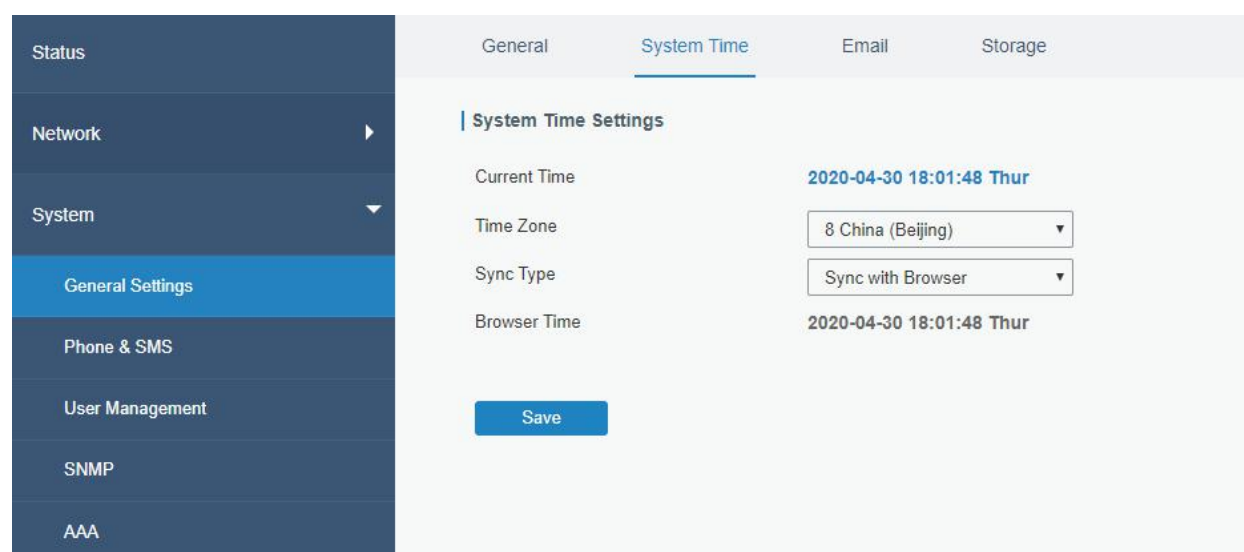 Status
Network
System
General Settings
Phone & SMS
User Management
SNMP
AAA
General System Time Email Storage
System Time Settings
Current Time 2020-04-30 18:01:48 Thur
Time Zone 8 China (Beijing)
Sync Type Sync with Browser
Browser Time 2020-04-30 18:01:48 Thur
Save